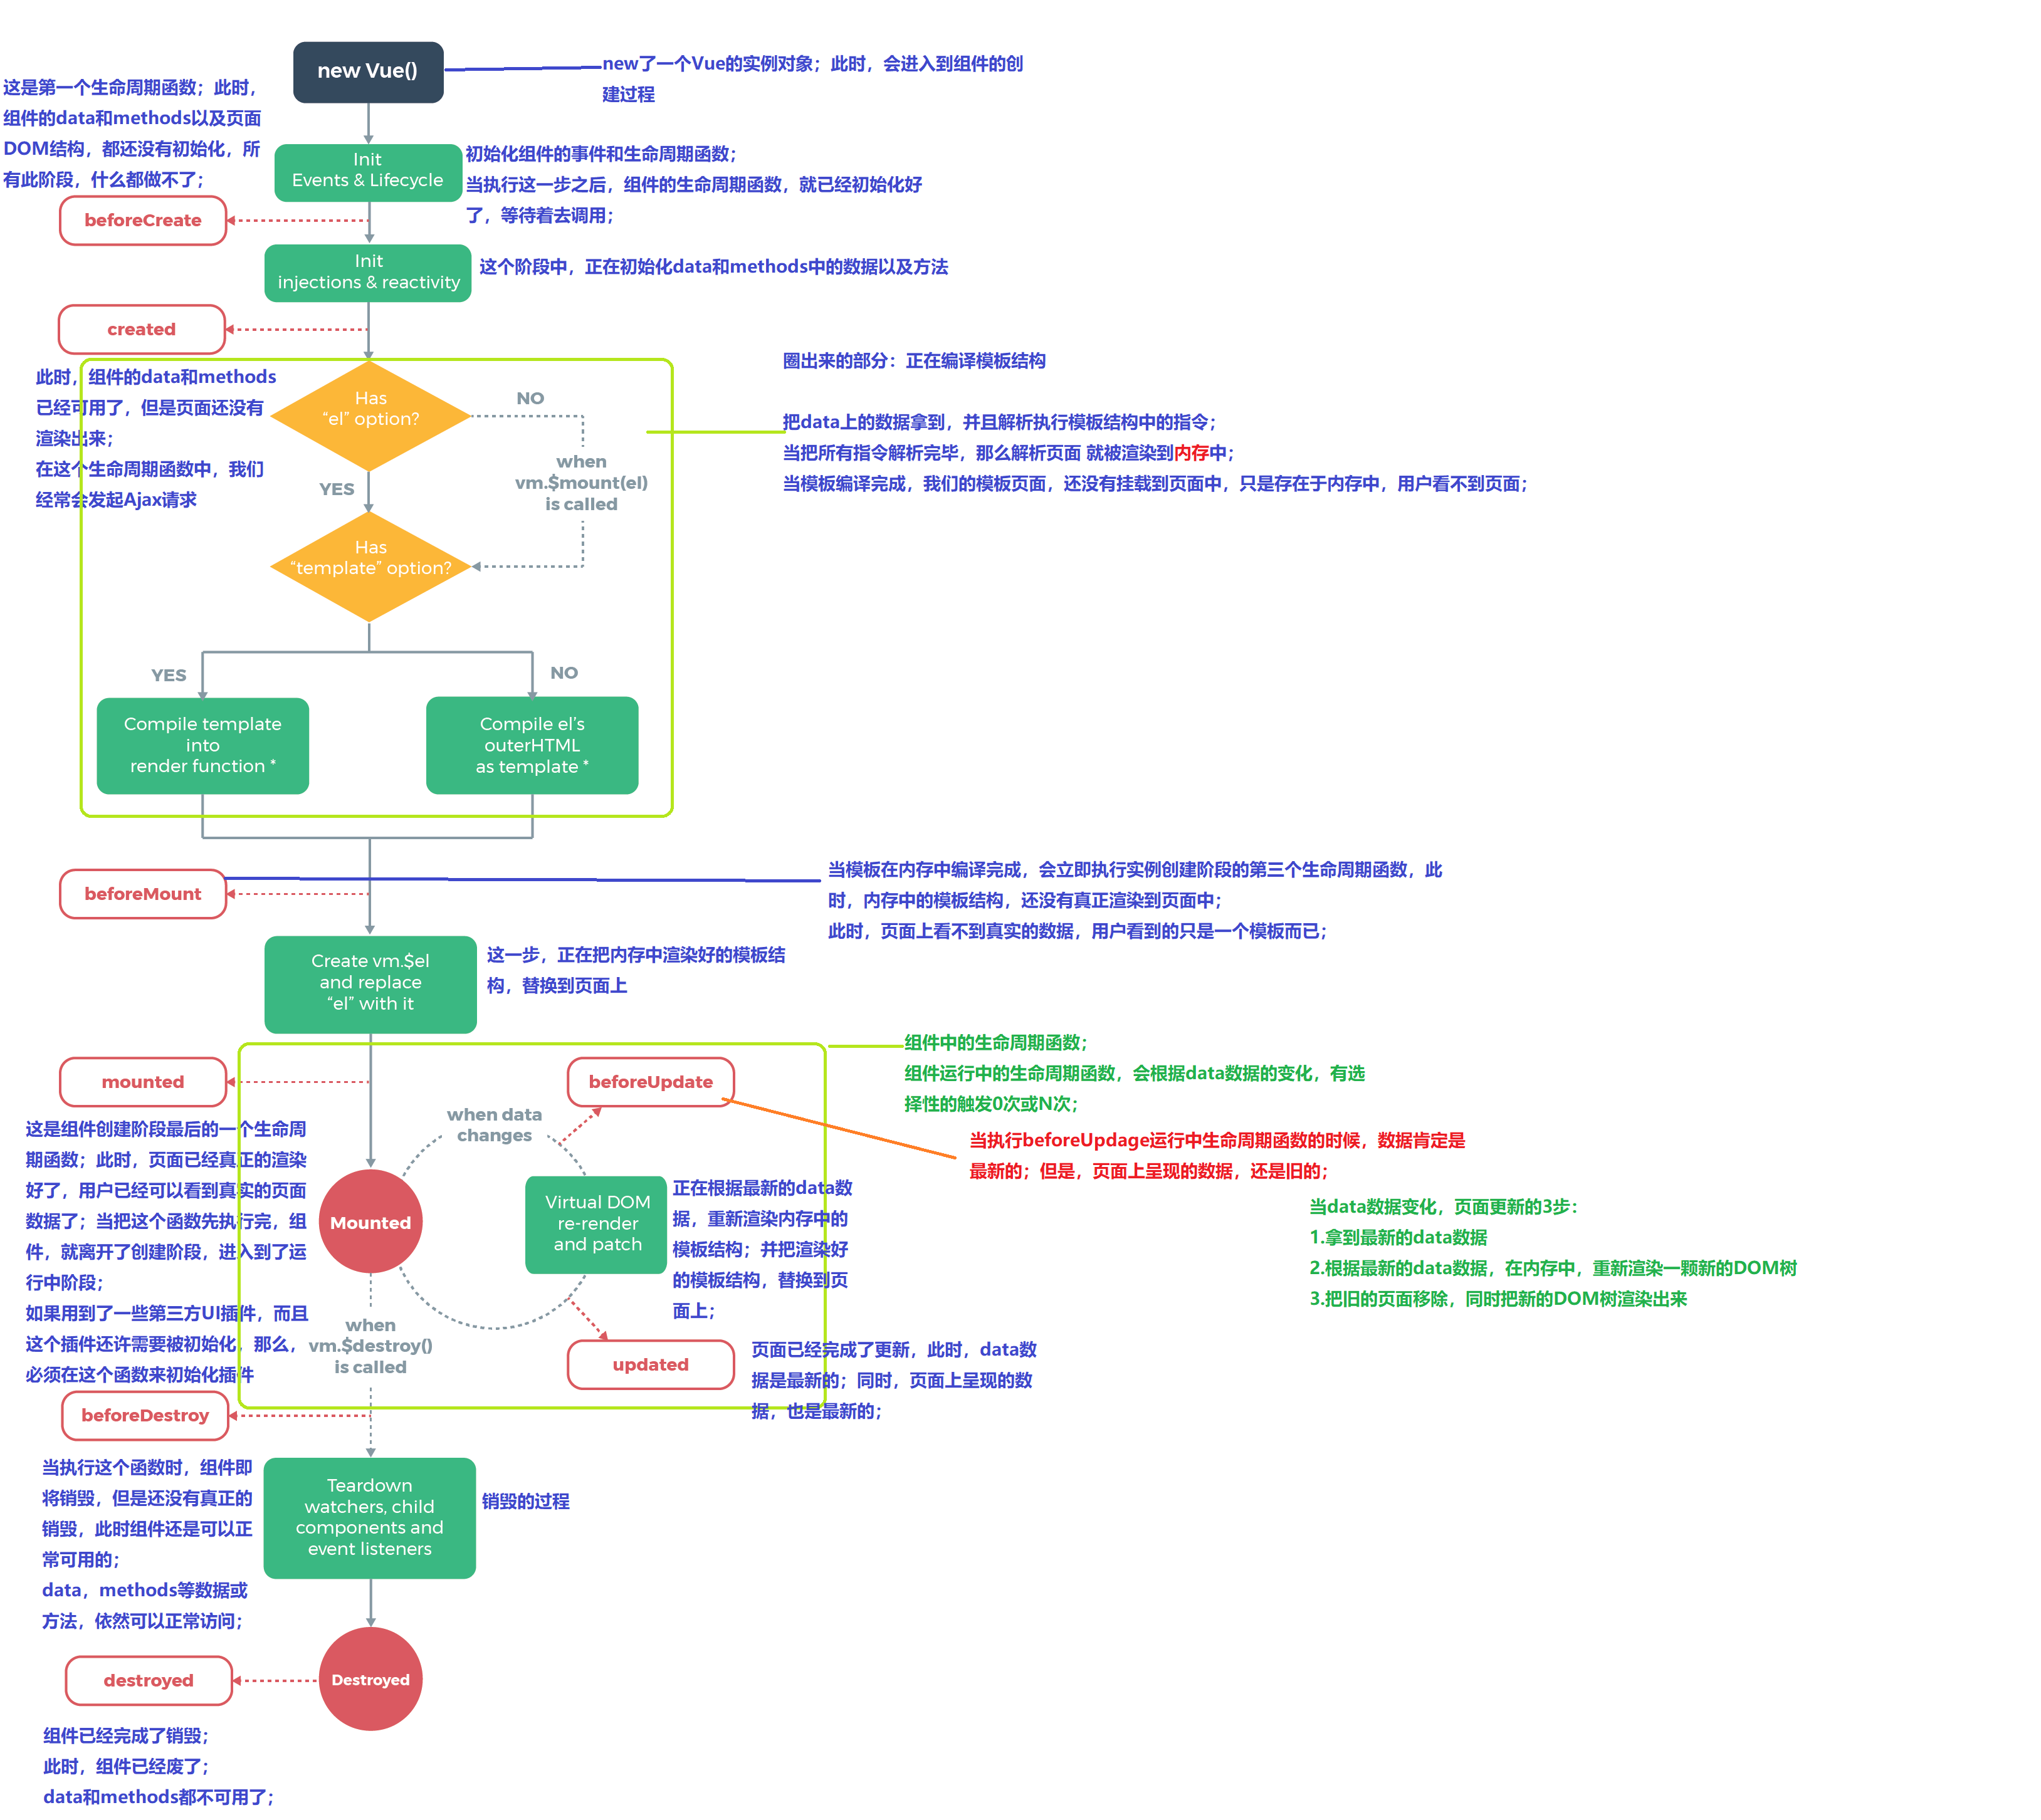 new Vue()
new了一个Vue的实例对象；此时，会进入到组件的创
建过程
这是第一个生命周期函数；此时，
组件的data和methods以及页面
DOM结构，都还没有初始化，所
有此阶段，什么都做不了；
Init
Events & Lifecycle
初始化组件的事件和生命周期函数；
当执行这一步之后，组件的生命周期函数，就已经初始化好
了，等待着去调用；
beforeCreate
Init
injections & reactivity
这个阶段中，正在初始化data和methods中的数据以及方法
created
此时，组件的data和methods
已经可用了，但是页面还没有
渲染出来；
在这个生命周期函数中，我们
经常会发起Ajax请求
Has
“el” option?
NO
YES
when
vm.$mount(el)
is called
圈出来的部分：正在编译模板结构
把data上的数据拿到，并且解析执行模板结构中的指令；
当把所有指令解析完毕，那么解析页面 就被渲染到内存中；
当模板编译完成，我们的模板页面，还没有挂载到页面中，只是存在于内存中，用户看不到页面；
Has
“template” option?
YES
NO
Compile template
into
render function *
Compile el’s
outerHTML
as template *
beforeMount
当模板在内存中编译完成，会立即执行实例创建阶段的第三个生命周期函数，此
时，内存中的模板结构，还没有真正渲染到页面中；
此时，页面上看不到真实的数据，用户看到的只是一个模板而已；
Create vm.$el
and replace
“el” with it
这一步，正在把内存中渲染好的模板结
构，替换到页面上
mounted
这是组件创建阶段最后的一个生命周
期函数；此时，页面已经真正的渲染
好了，用户已经可以看到真实的页面
数据了；当把这个函数先执行完，组
件，就离开了创建阶段，进入到了运
行中阶段；
如果用到了一些第三方UI插件，而且
这个插件还许需要被初始化，那么，
必须在这个函数来初始化插件
beforeUpdate
when data
changes
组件中的生命周期函数；
组件运行中的生命周期函数，会根据data数据的变化，有选
择性的触发0次或N次；
当执行beforeUpdage运行中生命周期函数的时候，数据肯定是
最新的；但是，页面上呈现的数据，还是旧的；
Mounted
Virtual DOM
re-render
and patch
正在根据最新的data数
据，重新渲染内存中的
模板结构；并把渲染好
的模板结构，替换到页
面上；
当data数据变化，页面更新的3步：
1.拿到最新的data数据
2.根据最新的data数据，在内存中，重新渲染一颗新的DOM树
3.把旧的页面移除，同时把新的DOM树渲染出来
when
vm.$destroy()
is called
updated
页面已经完成了更新，此时，data数
据是最新的；同时，页面上呈现的数
据，也是最新的；
beforeDestroy
当执行这个函数时，组件即
将销毁，但是还没有真正的
销毁，此时组件还是可以正
常可用的；
data，methods等数据或
方法，依然可以正常访问；
Teardown
watchers, child
components and
event listeners
销毁的过程
destroyed
Destroyed
组件已经完成了销毁；
此时，组件已经废了；
data和methods都不可用了；